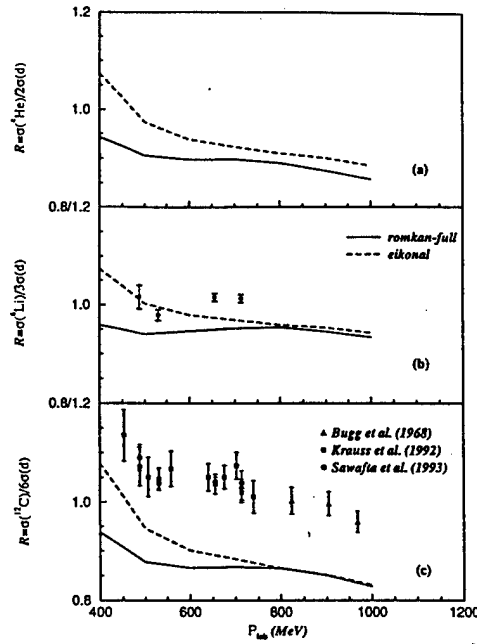 R=σ(⁴He)/2σ(d)
1.2
1.0
(a)
0.8/1.2
R=σ(⁶Li)/3σ(d)
romkan-full
eikonal
1.0
(b)
0.8/1.2
R=σ(¹²C)/6σ(d)
Bugg et al. (1968)
Krauss et al. (1992)
Sawafta et al. (1993)
1.0
(c)
0.8
400 600 800 1000 1200
P_lab (MeV)